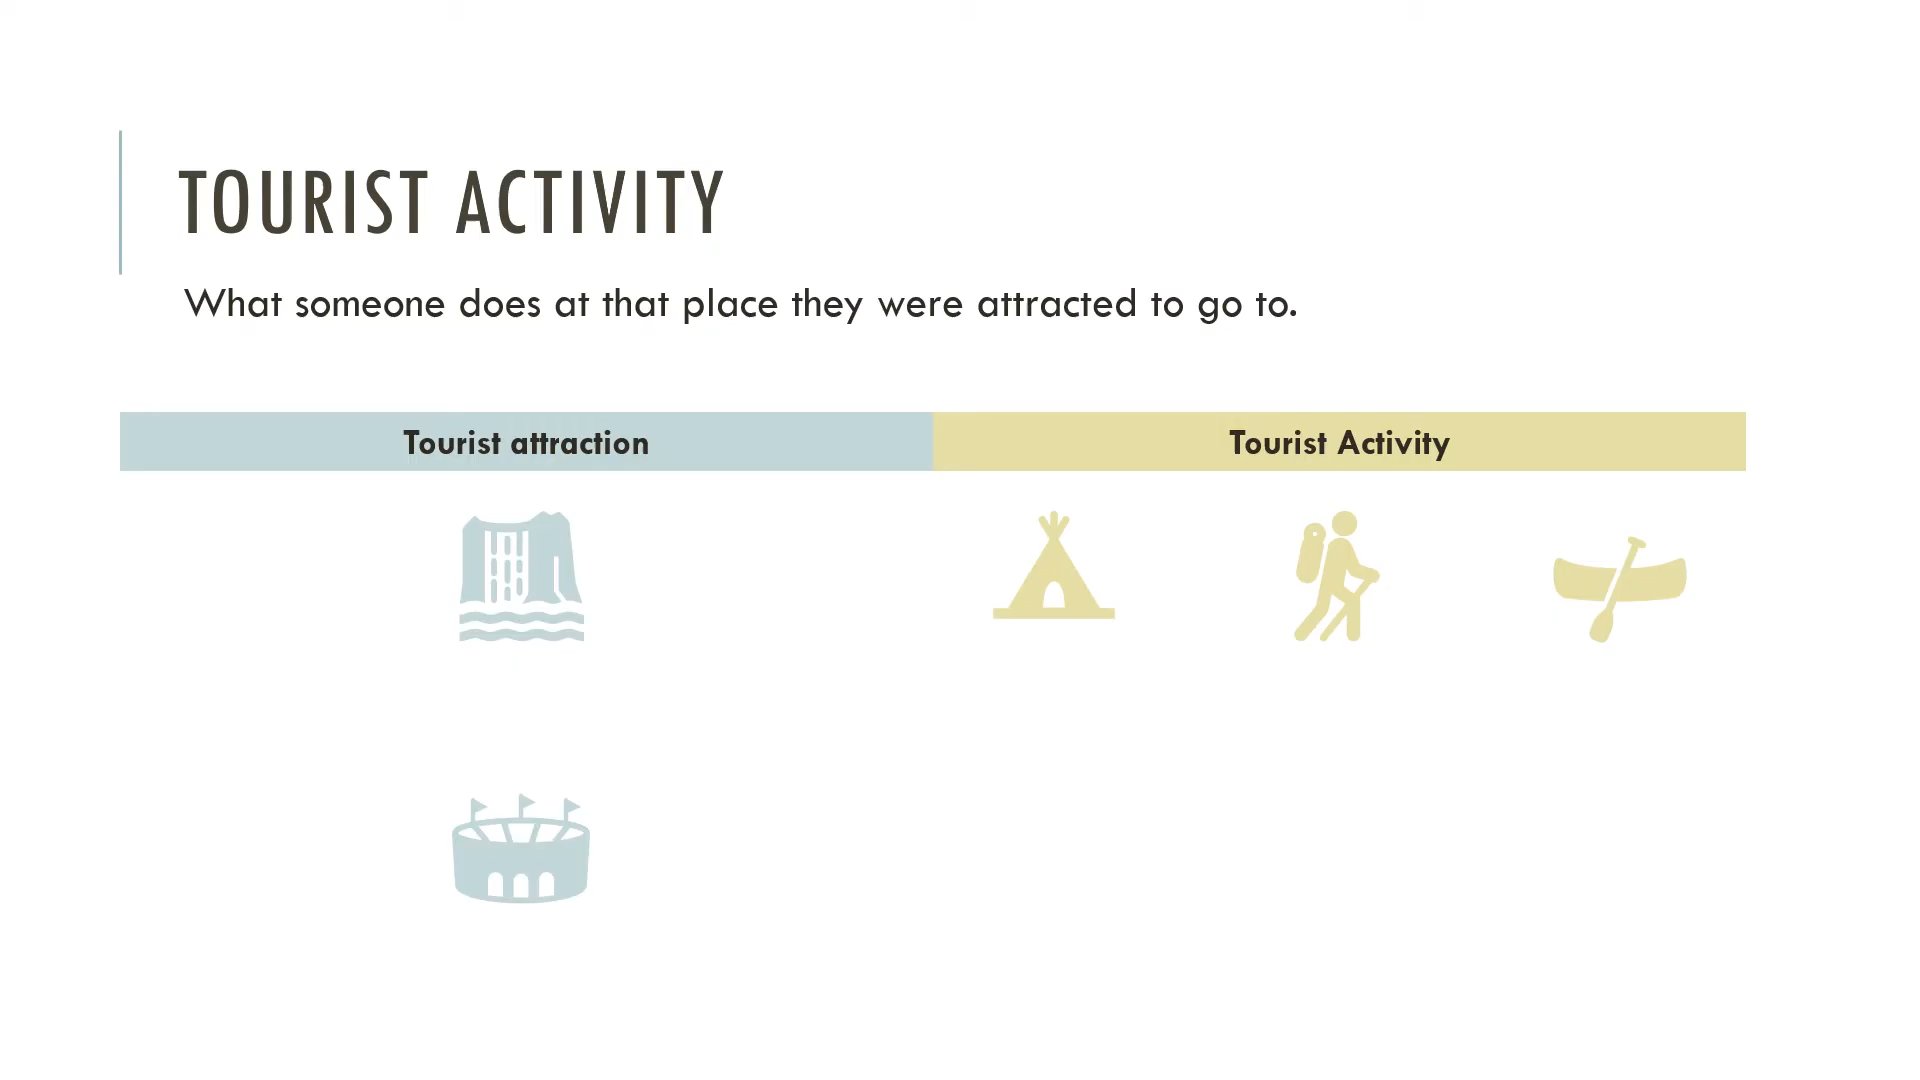 TOURIST ACTIVITY
What someone does at that place they were attracted to go to.
Tourist attraction
Tourist Activity